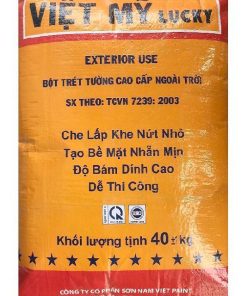 VIỆT MỸ LUCKY
EXTERIOR USE
BỘT TRÉT TƯỜNG CAO CẤP NGOÀI TRỜI
SX THEO: TCVN 7239: 2003
Che Lấp Khe Nứt Nhỏ
Tạo Bề Mặt Nhẵn Mịn
Độ Bám Dính Cao
Dễ Thi Công
Khối lượng tịnh 40 kg
CÔNG TY CỔ PHẦN SƠN NAM VIỆT PAINT